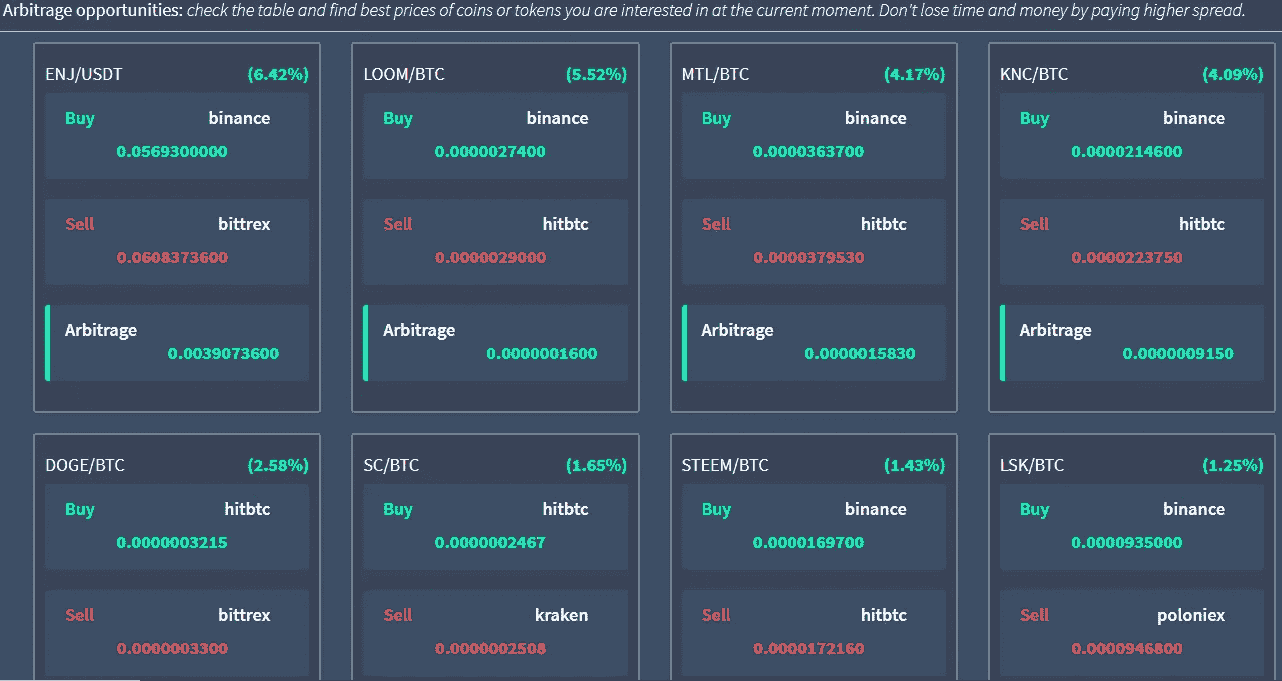 Arbitrage opportunities: check the table and find best prices of coins or tokens you are interested in at the current moment. Don't lose time and money by paying higher spread.
ENJ/USDT (6.42%)
Buy binance
0.0569300000
Sell bittrex
0.0608373600
Arbitrage
0.0039073600
LOOM/BTC (5.52%)
Buy binance
0.0000027400
Sell hitbtc
0.0000029000
Arbitrage
0.0000001600
MTL/BTC (4.17%)
Buy binance
0.0000363700
Sell hitbtc
0.0000379530
Arbitrage
0.0000015830
KNC/BTC (4.09%)
Buy binance
0.0000214600
Sell hitbtc
0.0000223750
Arbitrage
0.0000009150
DOGE/BTC (2.58%)
Buy hitbtc
0.0000003215
Sell bittrex
0.0000003300
SC/BTC (1.65%)
Buy hitbtc
0.0000002467
Sell kraken
0.0000002508
STEEM/BTC (1.43%)
Buy binance
0.0000169700
Sell hitbtc
0.0000172160
LSK/BTC (1.25%)
Buy binance
0.0000935000
Sell poloniex
0.0000946800